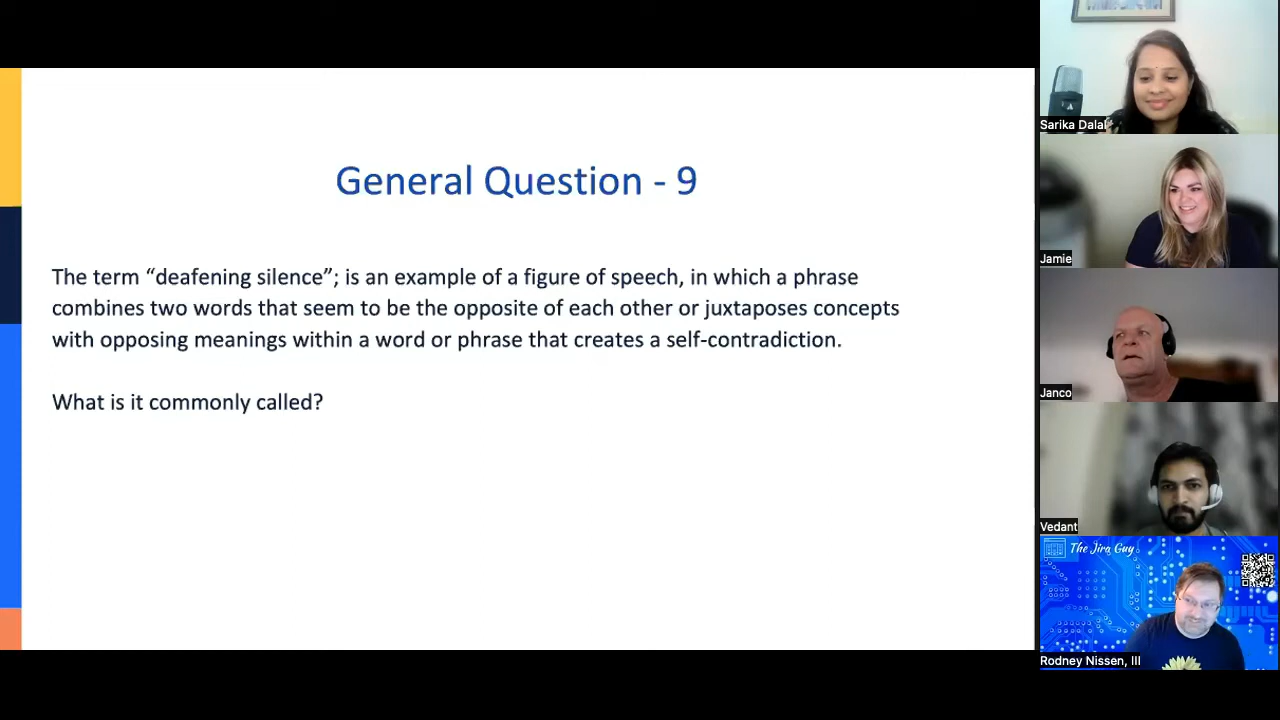 General Question - 9
The term “deafening silence”; is an example of a figure of speech, in which a phrase
combines two words that seem to be the opposite of each other or juxtaposes concepts
with opposing meanings within a word or phrase that creates a self-contradiction.
What is it commonly called?
Sarika Dalal
Jamie
Janco
Vedant
The Jira Guy
Rodney Nissen, III